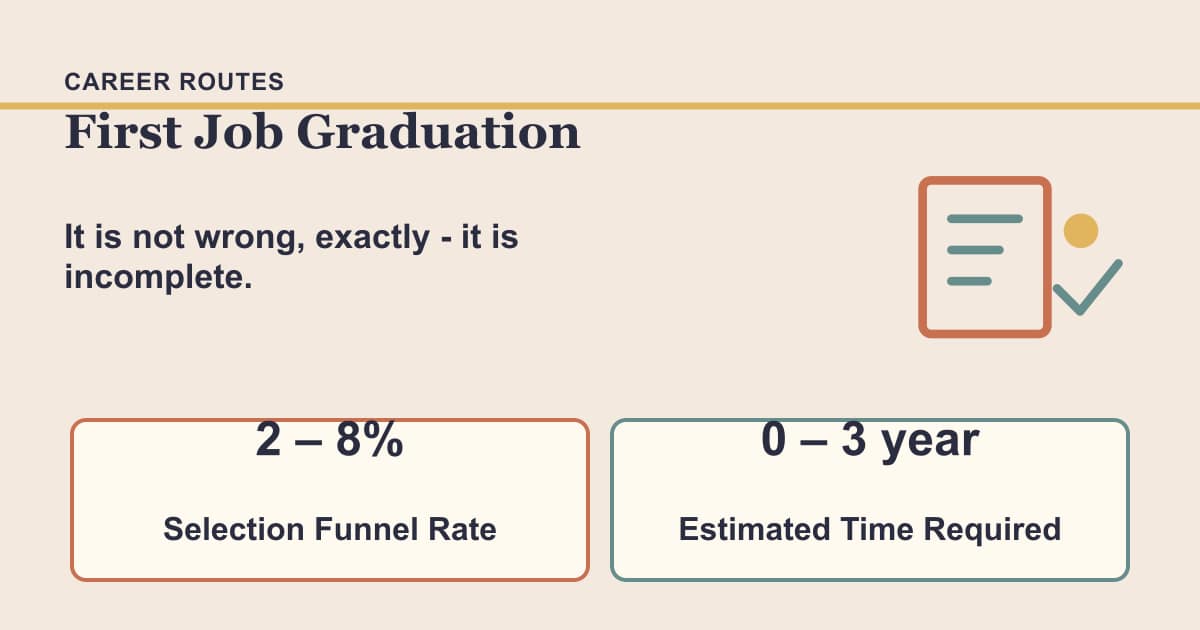 CAREER ROUTES
First Job Graduation
It is not wrong, exactly - it is
incomplete.
2 – 8%
Selection Funnel Rate
0 – 3 year
Estimated Time Required